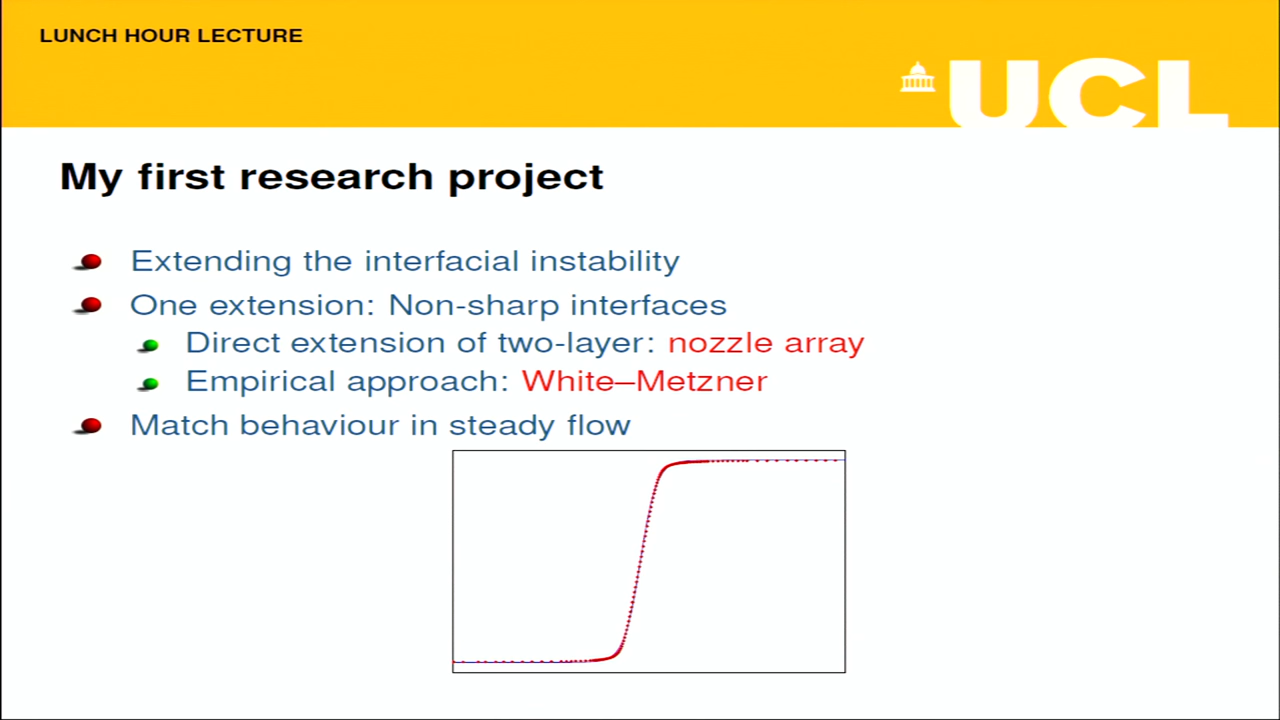 LUNCH HOUR LECTURE
UCL
My first research project
Extending the interfacial instability
One extension: Non-sharp interfaces
Direct extension of two-layer: nozzle array
Empirical approach: White–Metzner
Match behaviour in steady flow